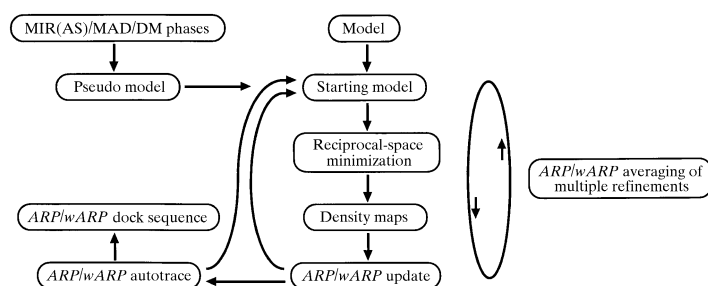 MIR(AS)/MAD/DM phases
Model
Pseudo model
Starting model
Reciprocal-space
minimization
ARP/wARP averaging of
multiple refinements
ARP/wARP dock sequence
Density maps
ARP/wARP autotrace
ARP/wARP update